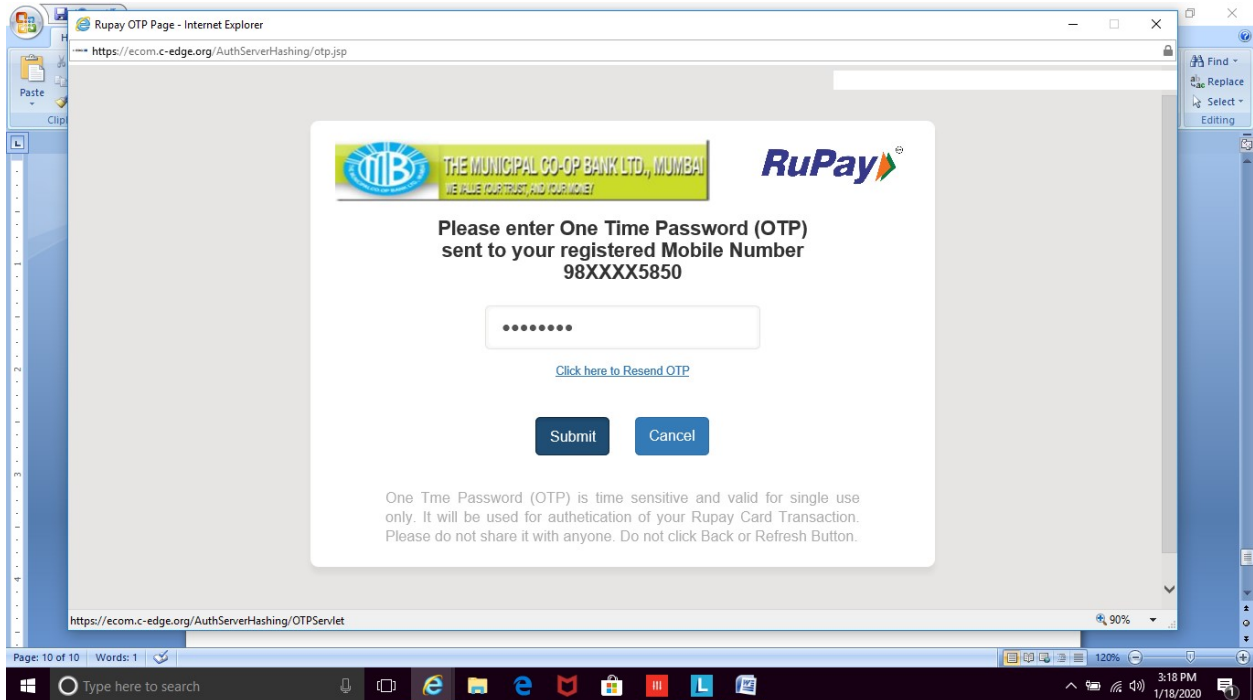 Rupay OTP Page - Internet Explorer
https://ecom.c-edge.org/AuthServerHashing/otp.jsp
H
Find
Paste
Replace
Select
Clip
Editing
THE MUNICIPAL CO-OP BANK LTD., MUMBAI
WE VALUE YOUR TRUST, AND YOUR MONEY
RuPay
Please enter One Time Password (OTP)
sent to your registered Mobile Number
98XXXX5850
••••••••
Click here to Resend OTP
Submit Cancel
One Tme Password (OTP) is time sensitive and valid for single use
only. It will be used for authetication of your Rupay Card Transaction.
Please do not share it with anyone. Do not click Back or Refresh Button.
https://ecom.c-edge.org/AuthServerHashing/OTPServlet
90%
Page: 10 of 10 Words: 1
120%
Type here to search
3:18 PM
1/18/2020